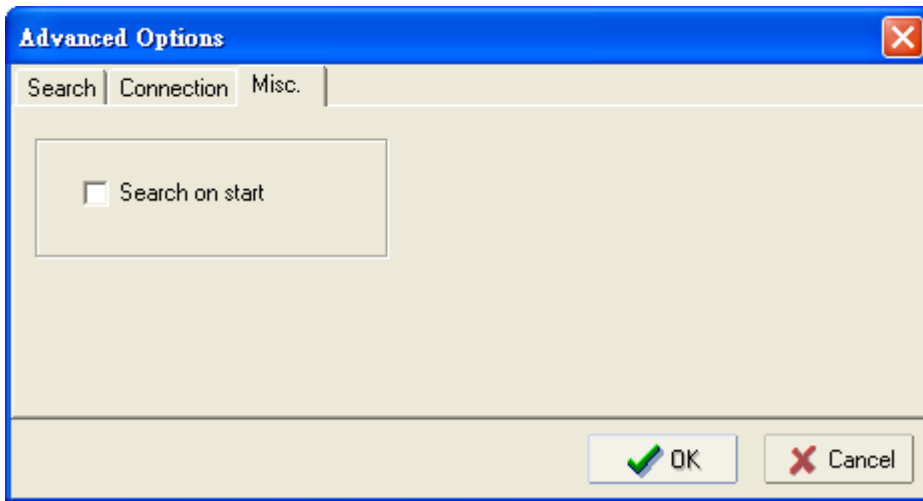 Advanced Options
Search Connection Misc.
Search on start
OK Cancel